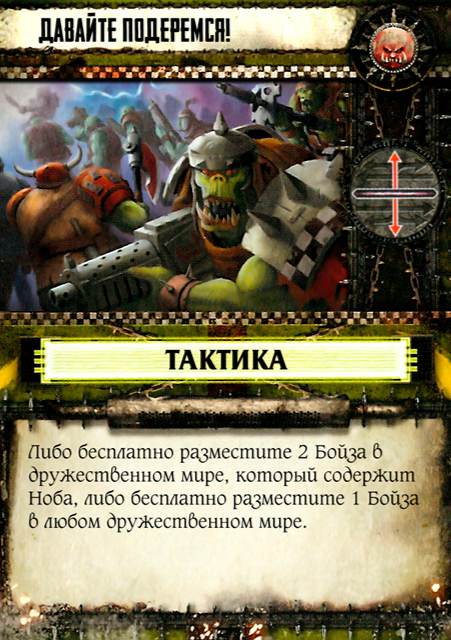 ДАВАЙТЕ ПОДЕРЕМСЯ!
ТАКТИКА
Либо бесплатно разместите 2 Бойза в
дружественном мире, который содержит
Ноба, либо бесплатно разместите 1 Бойза
в любом дружественном мире.